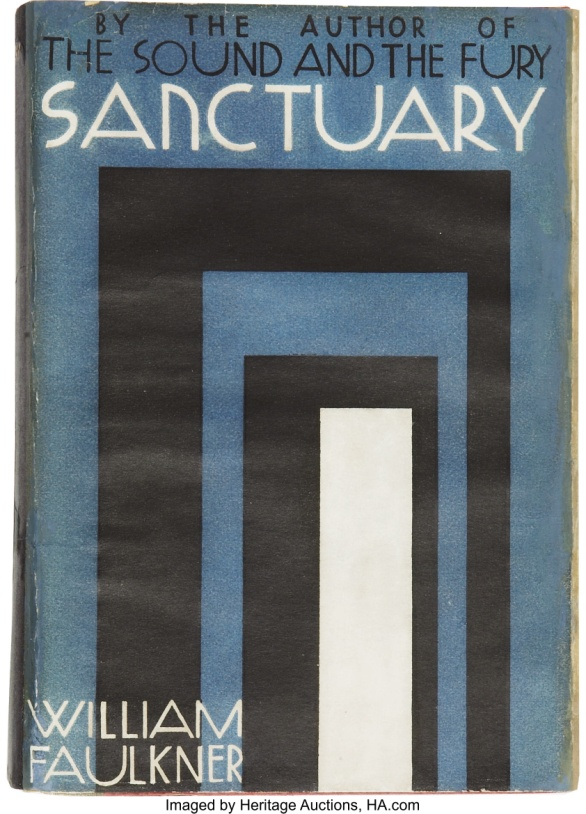 BY THE AUTHOR OF
THE SOUND AND THE FURY
SANCTUARY
WILLIAM
FAULKNER
Imaged by Heritage Auctions, HA.com